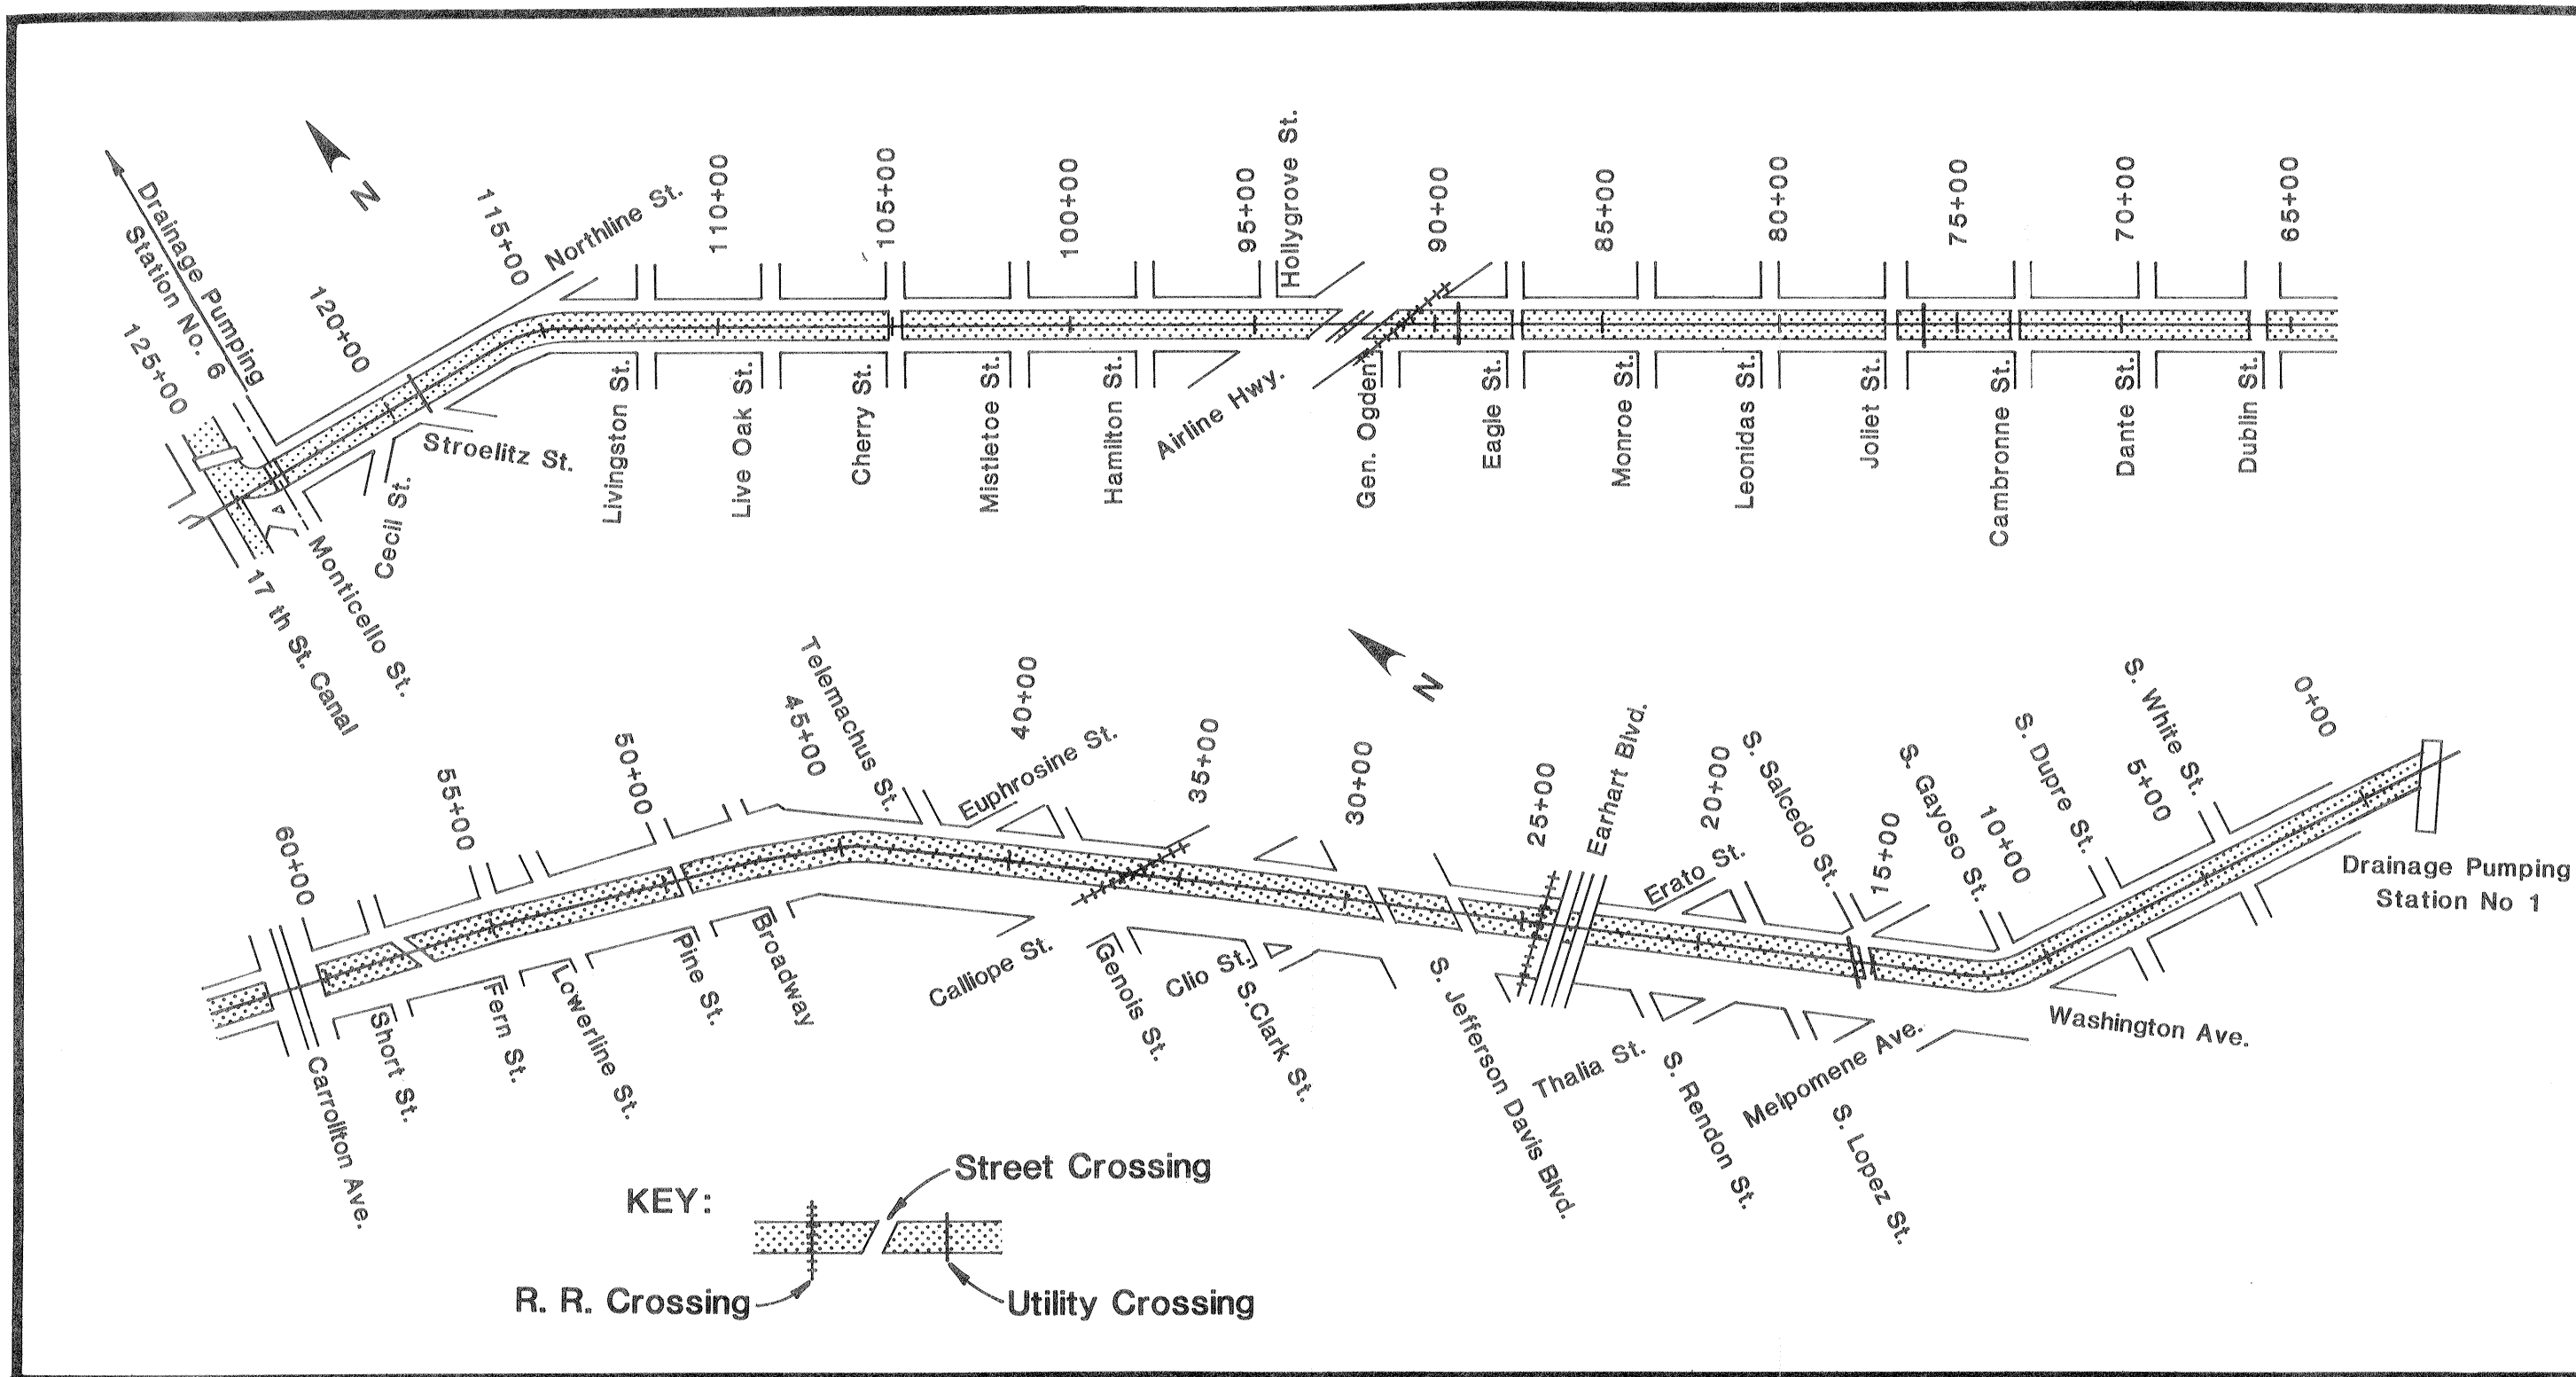 Drainage Pumping
Station No. 6
N
125+00
120+00
115+00
Northline St.
110+00
105+00
100+00
95+00
Hollygrove St.
90+00
85+00
80+00
75+00
70+00
65+00
17 th St. Canal
Monticello St.
Cecil St.
Stroelitz St.
Livingston St.
Live Oak St.
Cherry St.
Mistletoe St.
Hamilton St.
Airline Hwy.
Gen. Ogden
Eagle St.
Monroe St.
Leonidas St.
Joliet St.
Cambronne St.
Dante St.
Dublin St.
N
60+00
55+00
50+00
45+00
Telemachus St.
40+00
Euphrosine St.
35+00
30+00
25+00
Earhart Blvd.
20+00
Erato St.
S. Salcedo St.
15+00
S. Gayoso St.
10+00
S. Dupre St.
5+00
S. White St.
0+00
Drainage Pumping
Station No 1
Carrollton Ave.
Short St.
Fern St.
Lowerline St.
Pine St.
Broadway
Calliope St.
Genois St.
Clio St.
S.Clark St.
S. Jefferson Davis Blvd.
Thalia St.
S. Rendon St.
Melpomene Ave.
S. Lopez St.
Washington Ave.
KEY:
Street Crossing
R. R. Crossing
Utility Crossing